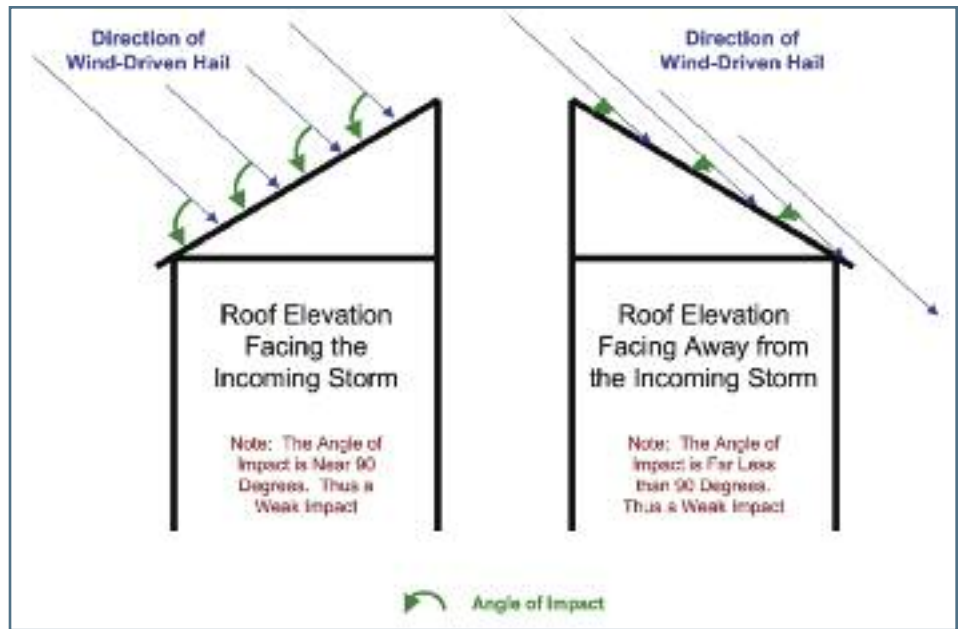 Direction of
Wind-Driven Hail
Direction of
Wind-Driven Hail
Roof Elevation
Facing the
Incoming Storm
Note: The Angle of
Impact is Near 90
Degrees. Thus a
Weak Impact
Roof Elevation
Facing Away from
the Incoming Storm
Note: The Angle of
Impact is Far Less
than 90 Degrees.
Thus a Weak Impact
Angle of Impact